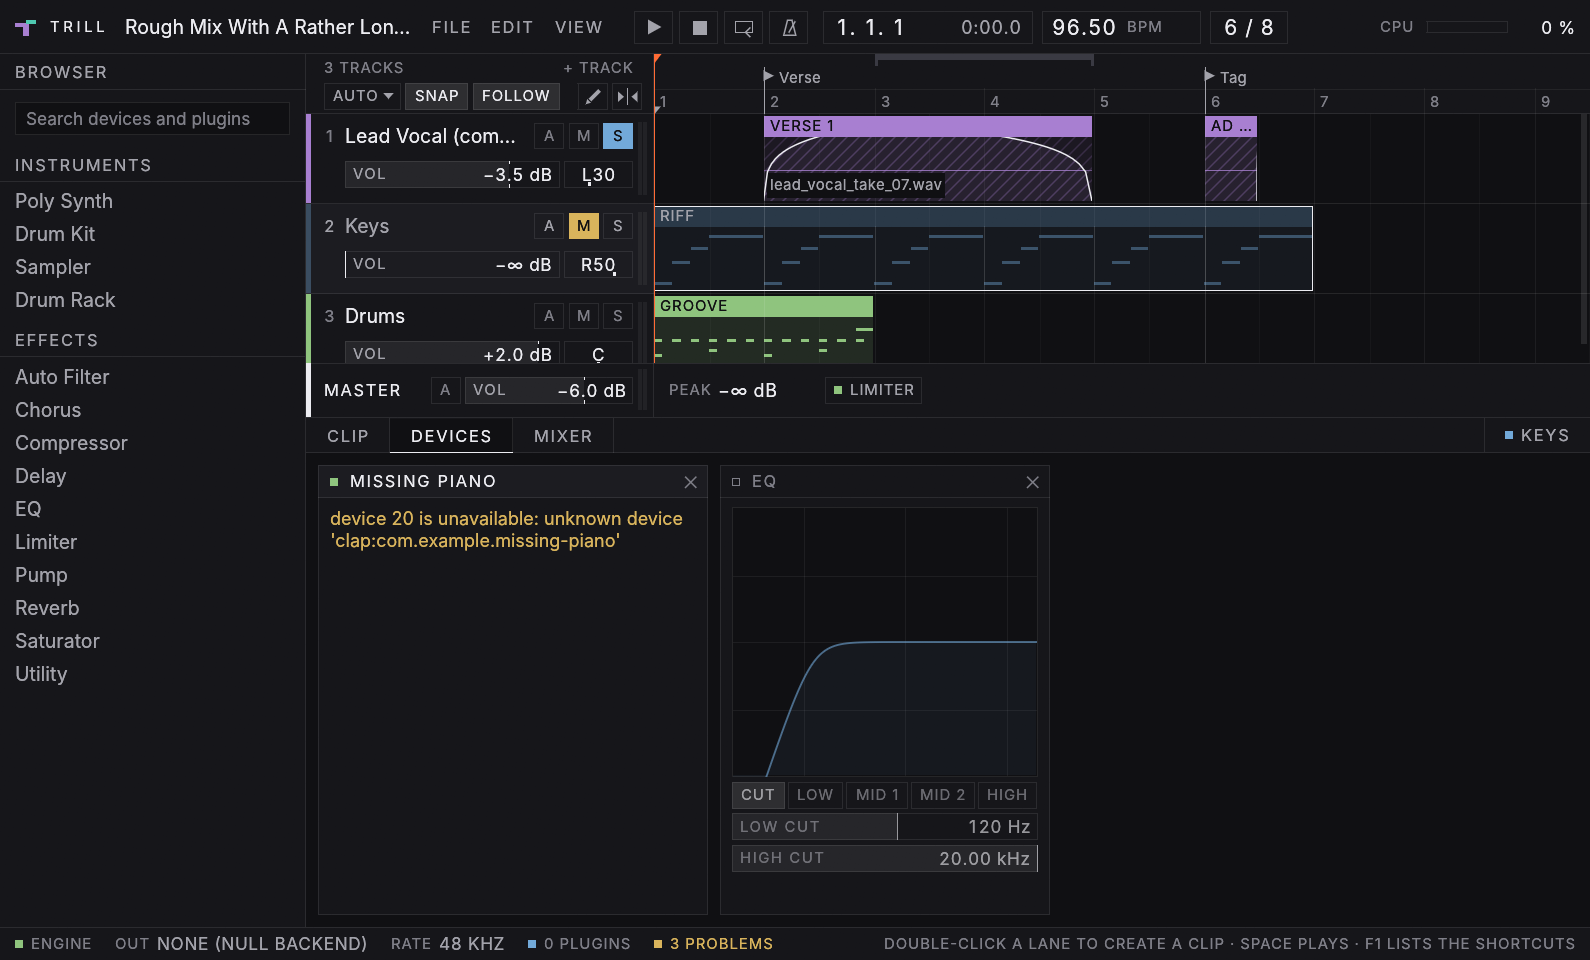 TRILL Rough Mix With A Rather Lon... FILE EDIT VIEW 1. 1. 1 0:00.0 96.50 BPM 6 / 8 CPU 0 %
BROWSER
Search devices and plugins
INSTRUMENTS
Poly Synth
Drum Kit
Sampler
Drum Rack
EFFECTS
Auto Filter
Chorus
Compressor
Delay
EQ
Limiter
Pump
Reverb
Saturator
Utility
3 TRACKS + TRACK
AUTO SNAP FOLLOW
Verse Tag
1 2 3 4 5 6 7 8 9
1 Lead Vocal (com... A M S
VOL −3.5 dB L30
VERSE 1 AD ...
lead_vocal_take_07.wav
2 Keys A M S
VOL −∞ dB R50
RIFF
3 Drums A M S
VOL +2.0 dB C
GROOVE
MASTER A VOL −6.0 dB PEAK −∞ dB LIMITER
CLIP DEVICES MIXER KEYS
MISSING PIANO
device 20 is unavailable: unknown device
'clap:com.example.missing-piano'
EQ
CUT LOW MID 1 MID 2 HIGH
LOW CUT 120 Hz
HIGH CUT 20.00 kHz
ENGINE OUT NONE (NULL BACKEND) RATE 48 KHZ 0 PLUGINS 3 PROBLEMS DOUBLE-CLICK A LANE TO CREATE A CLIP · SPACE PLAYS · F1 LISTS THE SHORTCUTS